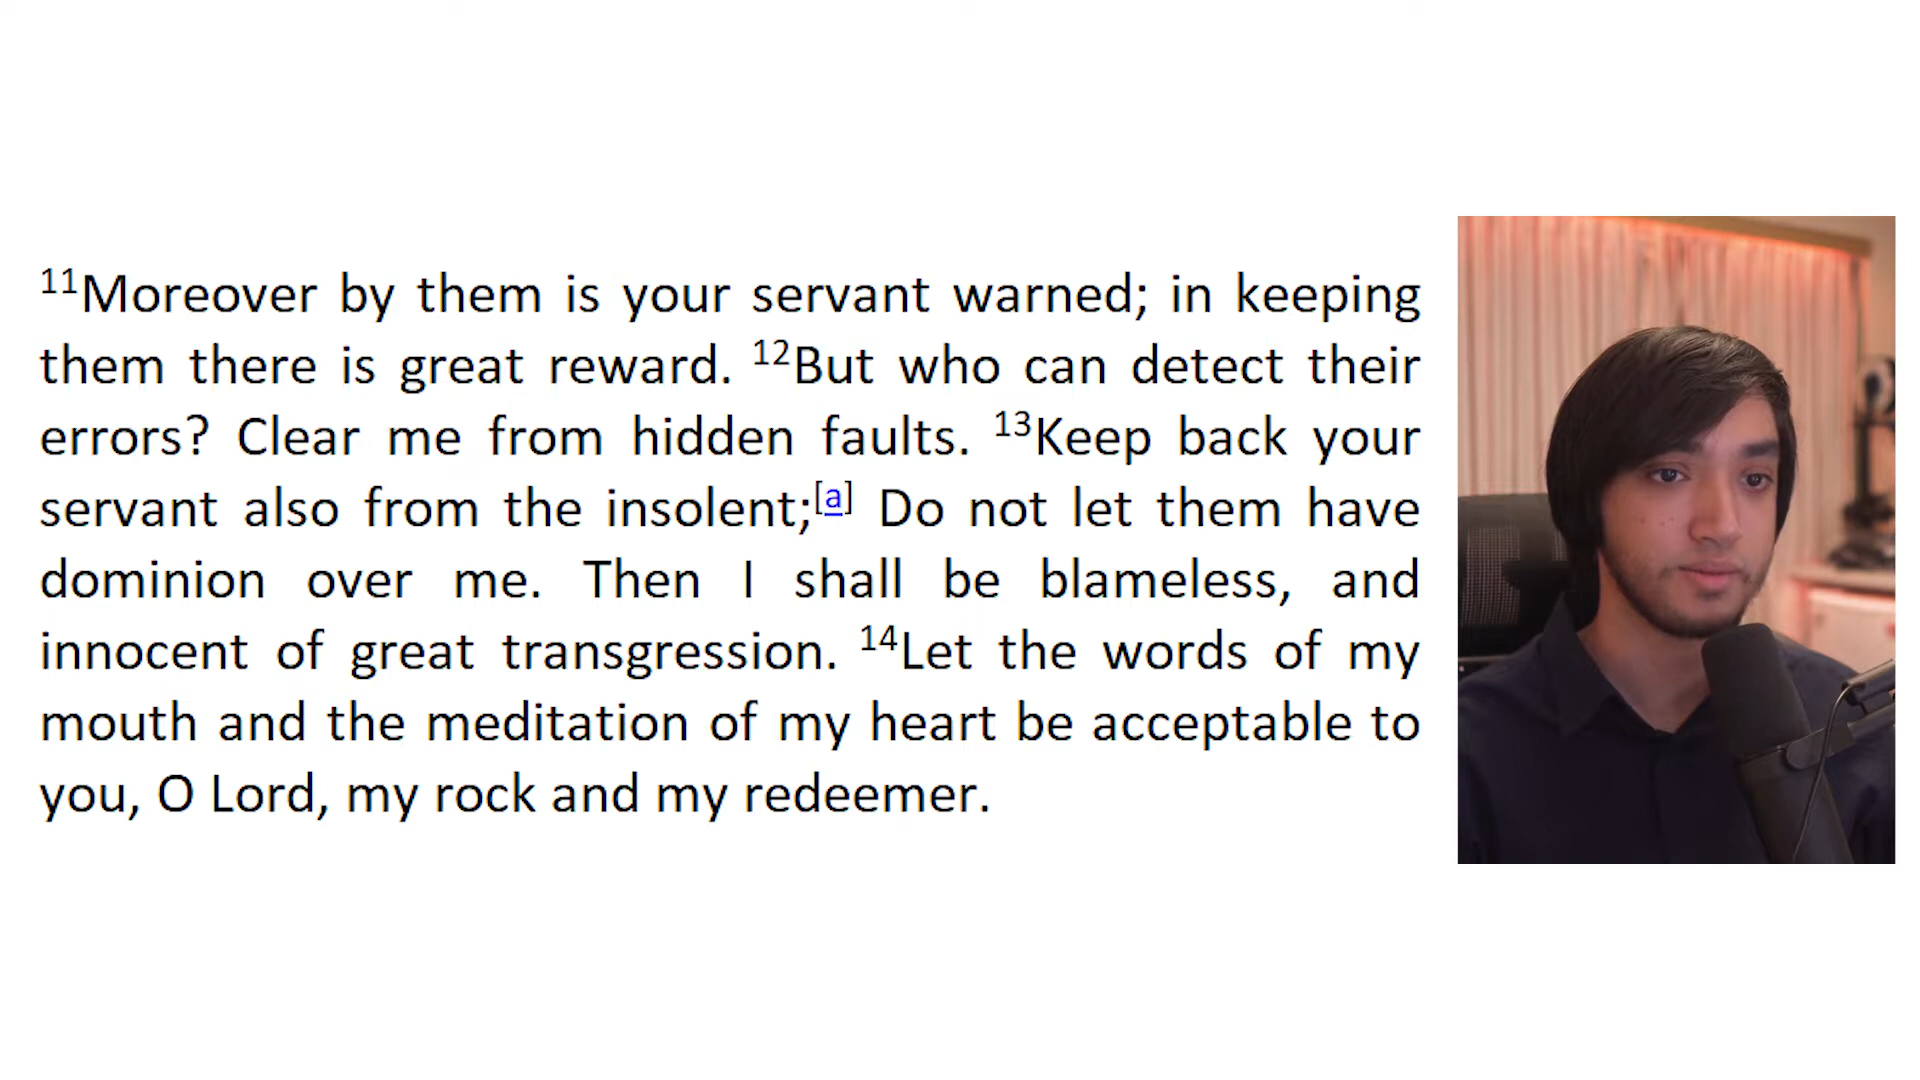 11Moreover by them is your servant warned; in keeping
them there is great reward. 12But who can detect their
errors? Clear me from hidden faults. 13Keep back your
servant also from the insolent;[a] Do not let them have
dominion over me. Then I shall be blameless, and
innocent of great transgression. 14Let the words of my
mouth and the meditation of my heart be acceptable to
you, O Lord, my rock and my redeemer.